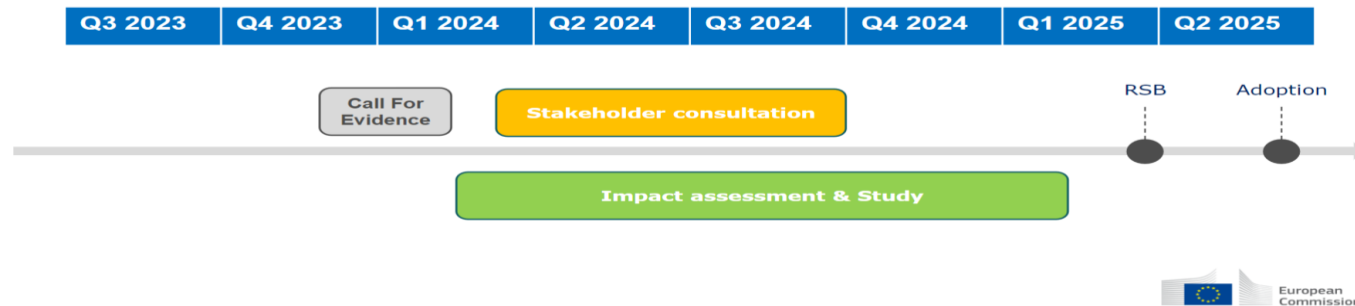 Q3 2023 Q4 2023 Q1 2024 Q2 2024 Q3 2024 Q4 2024 Q1 2025 Q2 2025
Call For
Evidence
Stakeholder consultation
RSB
Adoption
Impact assessment & Study
European
Commission